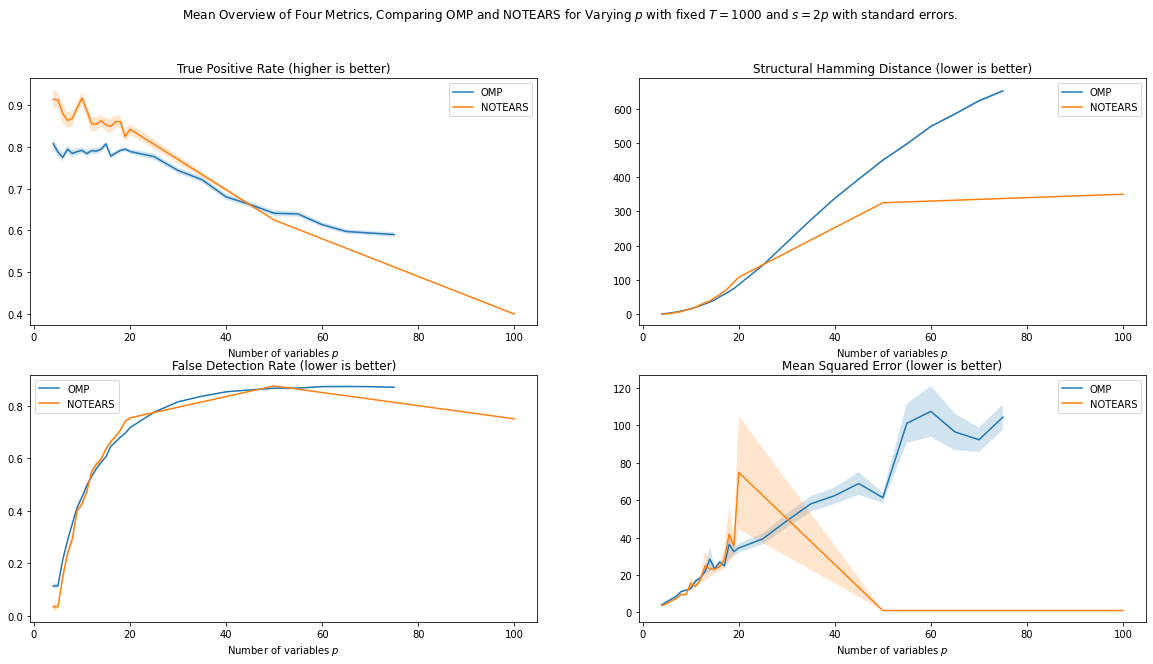 Mean Overview of Four Metrics, Comparing OMP and NOTEARS for Varying p with fixed T = 1000 and s = 2p with standard errors.
True Positive Rate (higher is better)
OMP
NOTEARS
0.9
0.8
0.7
0.6
0.5
0.4
0 20 40 60 80 100
Number of variables p
Structural Hamming Distance (lower is better)
OMP
NOTEARS
600
500
400
300
200
100
0
0 20 40 60 80 100
Number of variables p
False Detection Rate (lower is better)
OMP
NOTEARS
0.8
0.6
0.4
0.2
0.0
0 20 40 60 80 100
Number of variables p
Mean Squared Error (lower is better)
OMP
NOTEARS
120
100
80
60
40
20
0
0 20 40 60 80 100
Number of variables p